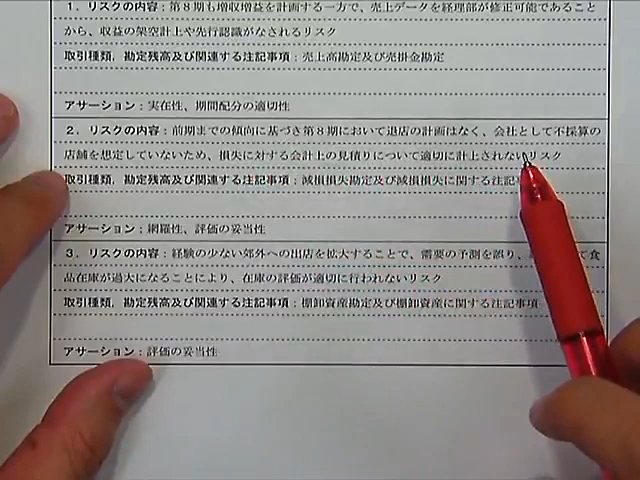 1．リスクの内容：第８期も増収増益を計画する一方で、売上データを経理部が修正可能であること
から、収益の架空計上や先行認識がなされるリスク
取引種類，勘定残高及び関連する注記事項：売上高勘定及び売掛金勘定
アサーション：実在性、期間配分の適切性
2．リスクの内容：前期までの傾向に基づき第８期において退店の計画はなく、会社として不採算の
店舗を想定していないため、損失に対する会計上の見積りについて適切に計上されないリスク
取引種類，勘定残高及び関連する注記事項：減損損失勘定及び減損損失に関する注記
アサーション：網羅性、評価の妥当性
3．リスクの内容：経験の少ない郊外への出店を拡大することで、需要の予測を誤り、 て食
品在庫が過大になることにより、在庫の評価が適切に行われないリスク
取引種類，勘定残高及び関連する注記事項：棚卸資産勘定及び棚卸資産に関する注記事項
アサーション：評価の妥当性